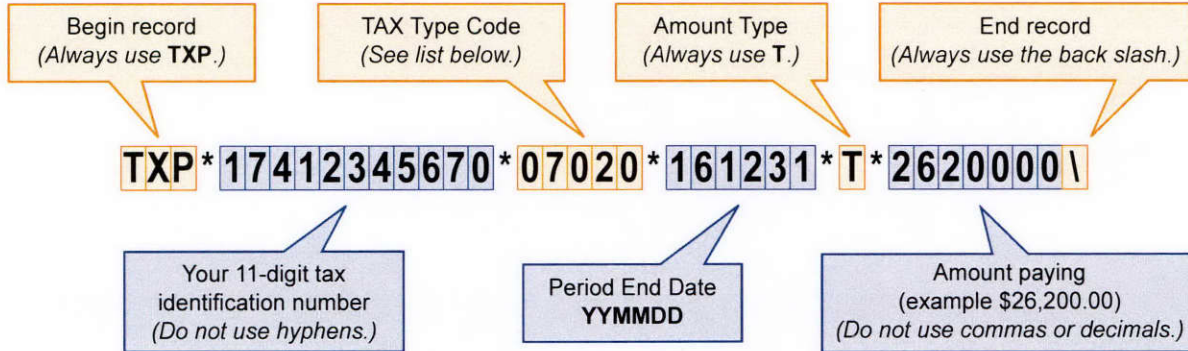 Begin record
(Always use TXP.)
TAX Type Code
(See list below.)
Amount Type
(Always use T.)
End record
(Always use the back slash.)
TXP*17412345670*07020*161231*T*2620000\
Your 11-digit tax
identification number
(Do not use hyphens.)
Period End Date
YYMMDD
Amount paying
(example $26,200.00)
(Do not use commas or decimals.)